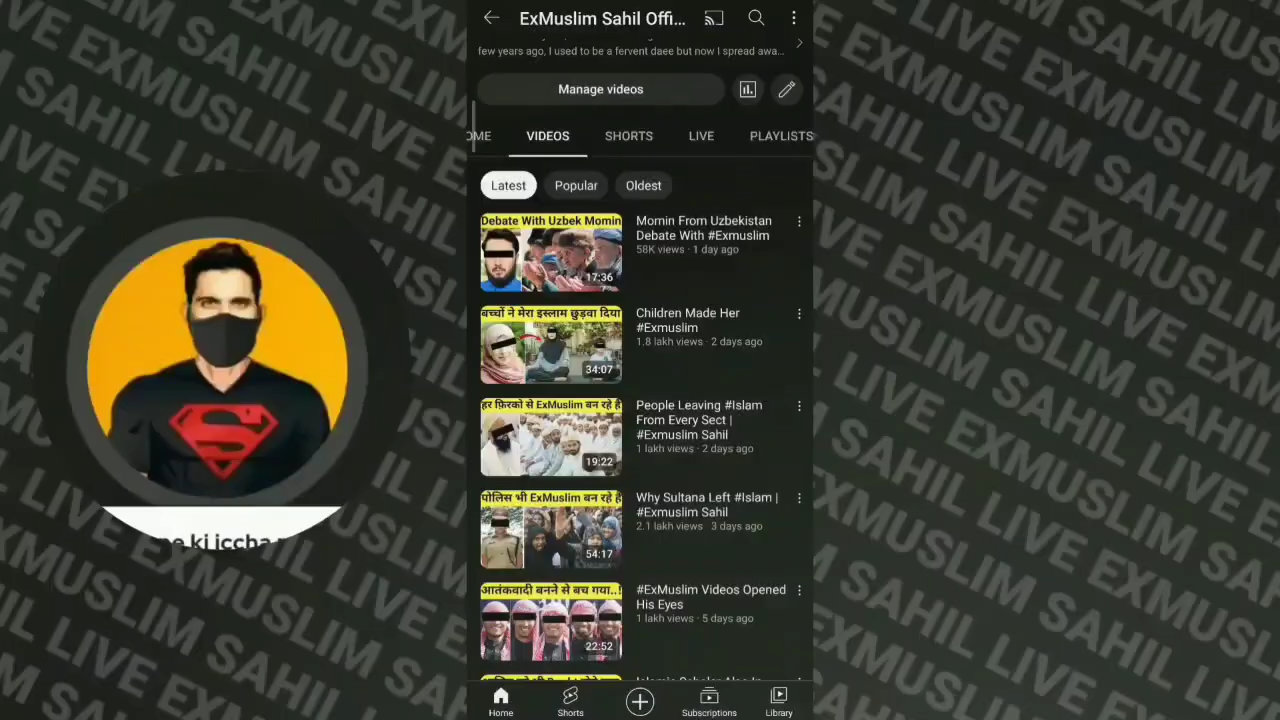 ExMuslim Sahil Offi...
few years ago, I used to be a fervent daee but now I spread awa...
Manage videos
OME
VIDEOS
SHORTS
LIVE
PLAYLISTS
Latest
Popular
Oldest
Debate With Uzbek Momin
17:36
Momin From Uzbekistan
Debate With #Exmuslim
58K views · 1 day ago
बच्चों ने मेरा इस्लाम छुड़वा दिया
34:07
Children Made Her
#Exmuslim
1.8 lakh views · 2 days ago
हर फ़िरको से ExMuslim बन रहे है
19:22
People Leaving #Islam
From Every Sect |
#Exmuslim Sahil
1 lakh views · 2 days ago
पोलिस भी ExMuslim बन रहे है
54:17
Why Sultana Left #Islam |
#Exmuslim Sahil
2.1 lakh views · 3 days ago
आतंकवादी बनने से बच गया..!
22:52
#ExMuslim Videos Opened
His Eyes
1 lakh views · 5 days ago
Home
Shorts
Subscriptions
Library
ki iccha
EXMUSLIM SAHIL LIVE